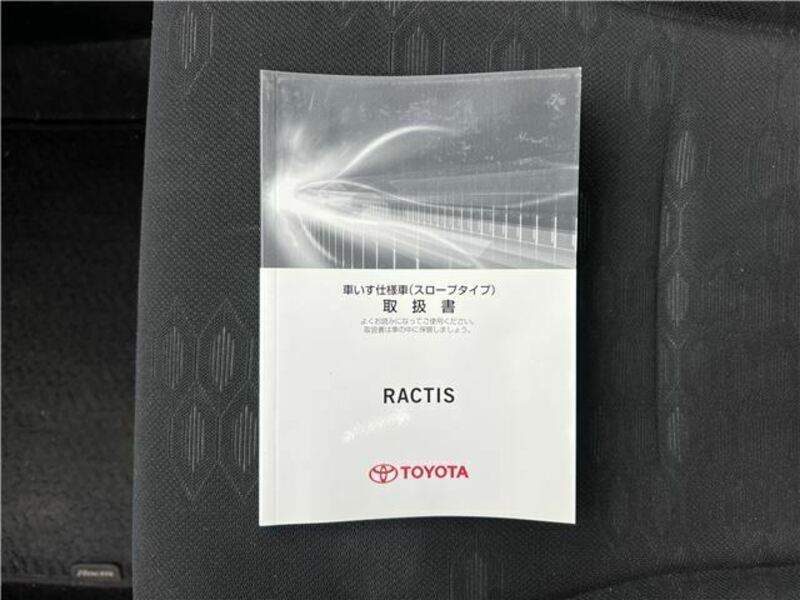 車いす仕様車(スロープタイプ)
取扱書
よくお読みになってご使用ください。
取扱書は車の中に保管しましょう。
RACTIS
TOYOTA
Ractis